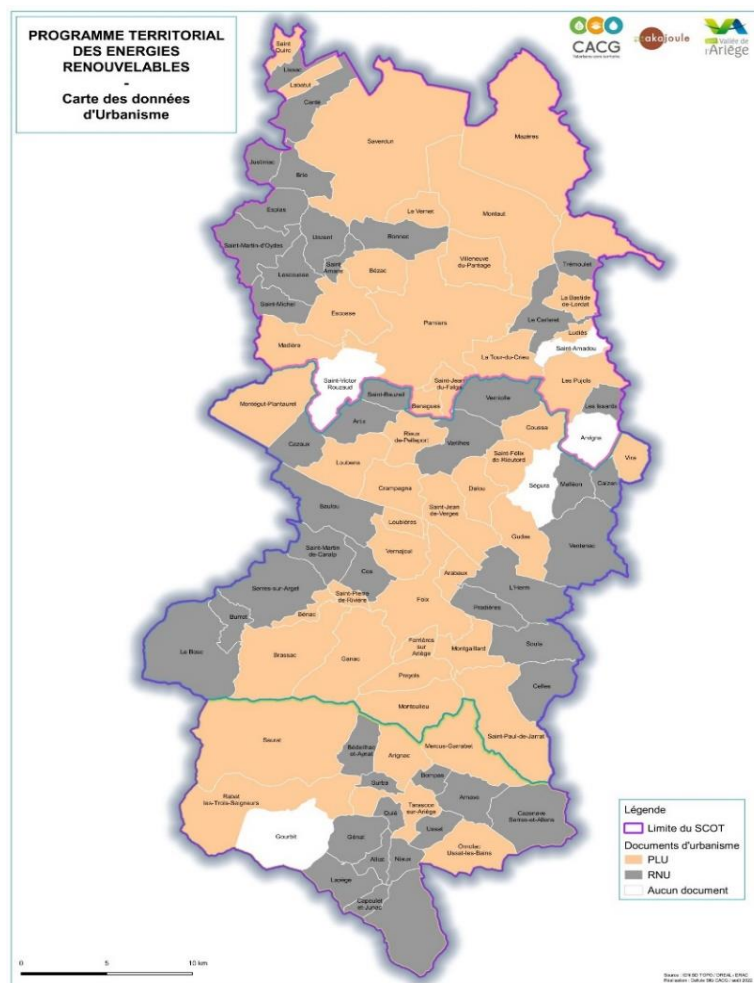 PROGRAMME TERRITORIAL
DES ENERGIES
RENOUVELABLES
-
Carte des données
d'Urbanisme
CACG
akajoule
Vallée de
l'Ariège
Saint-Quirc
Lissac
Labatut
Canté
Saverdun
Mazères
Justiniac
Brie
Le Vernet
Montaut
Esplas
Unzent
Bonnac
Saint-Martin-d'Oydes
Saint-Amans
Bézac
Villeneuve
du-Paréage
Trémoulet
Lescousse
Saint-Michel
La Bastide
de-Lordat
Escosse
Pamiers
Le Carlaret
Ludiès
Madière
La Tour-du-Crieu
Saint-Amadou
Saint-Victor
Rouzaud
Saint-Jean
du-Falga
Les Pujols
Benagues
Saint-Bauzeil
Verniolle
Les Issards
Montégut-Plantaurel
Artix
Rieux
de-Pelleport
Coussa
Arvigna
Cazaux
Varilhes
Vira
Loubens
Saint-Félix
de Rieutord
Crampagna
Dalou
Ségura
Malléon
Calzan
Baulou
Saint-Jean
de-Verges
Loubières
Gudas
Ventenac
Saint-Martin
de-Caralp
Vernajoul
Cos
Arabaux
L'Herm
Serres-sur-Arget
Saint-Pierre
de-Rivière
Foix
Pradières
Burret
Bénac
Le Bosc
Brassac
Ganac
Ferrières
sur
Ariège
Montgaillard
Soula
Prayols
Celles
Montoulieu
Saint-Paul-de-Jarrat
Saurat
Bédeilhac
et-Aynat
Arignac
Mercus-Garrabet
Rabat
les-Trois-Seigneurs
Surba
Bompas
Arnave
Cazenave
Serres-et-Allens
Quié
Tarascon
sur-Ariège
Gourbit
Génat
Ussat
Ornolac
Ussat-les-Bains
Alliat
Niaux
Lapège
Capoulet
et-Junac
Légende
Limite du SCOT
Documents d'urbanisme
PLU
RNU
Aucun document
0 5 10 km